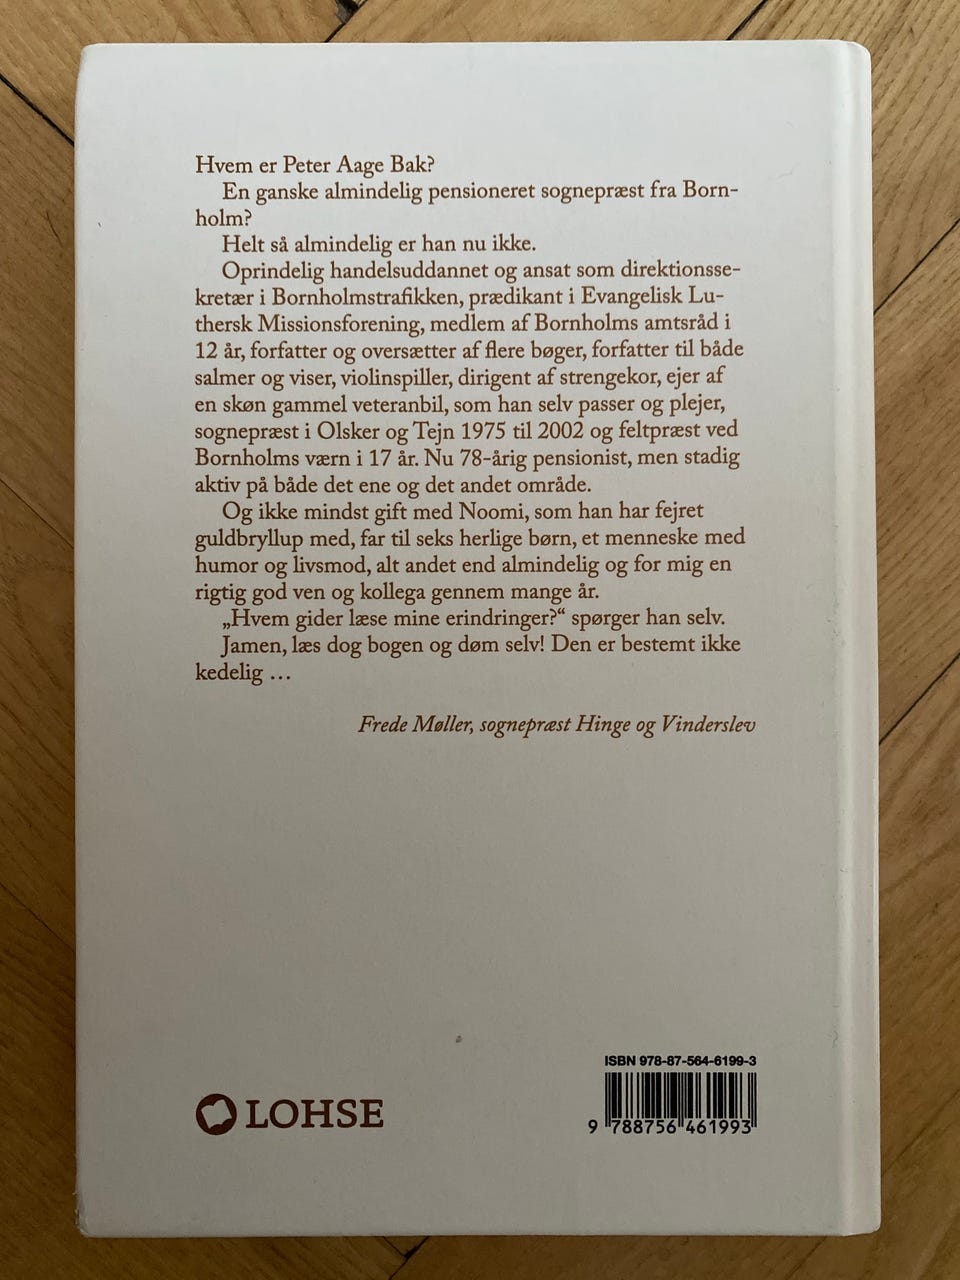 Hvem er Peter Aage Bak?
En ganske almindelig pensioneret sognepræst fra Born-
holm?
Helt så almindelig er han nu ikke.
Oprindelig handelsuddannet og ansat som direktionsse-
kretær i Bornholmstrafikken, prædikant i Evangelisk Lu-
thersk Missionsforening, medlem af Bornholms amtsråd i
12 år, forfatter og oversætter af flere bøger, forfatter til både
salmer og viser, violinspiller, dirigent af strengekor, ejer af
en skøn gammel veteranbil, som han selv passer og plejer,
sognepræst i Olsker og Tejn 1975 til 2002 og feltpræst ved
Bornholms værn i 17 år. Nu 78-årig pensionist, men stadig
aktiv på både det ene og det andet område.
Og ikke mindst gift med Noomi, som han har fejret
guldbryllup med, far til seks herlige børn, et menneske med
humor og livsmod, alt andet end almindelig og for mig en
rigtig god ven og kollega gennem mange år.
„Hvem gider læse mine erindringer?“ spørger han selv.
Jamen, læs dog bogen og døm selv! Den er bestemt ikke
kedelig …
Frede Møller, sognepræst Hinge og Vinderslev
ISBN 978-87-564-6199-3
9 788756 461993
LOHSE